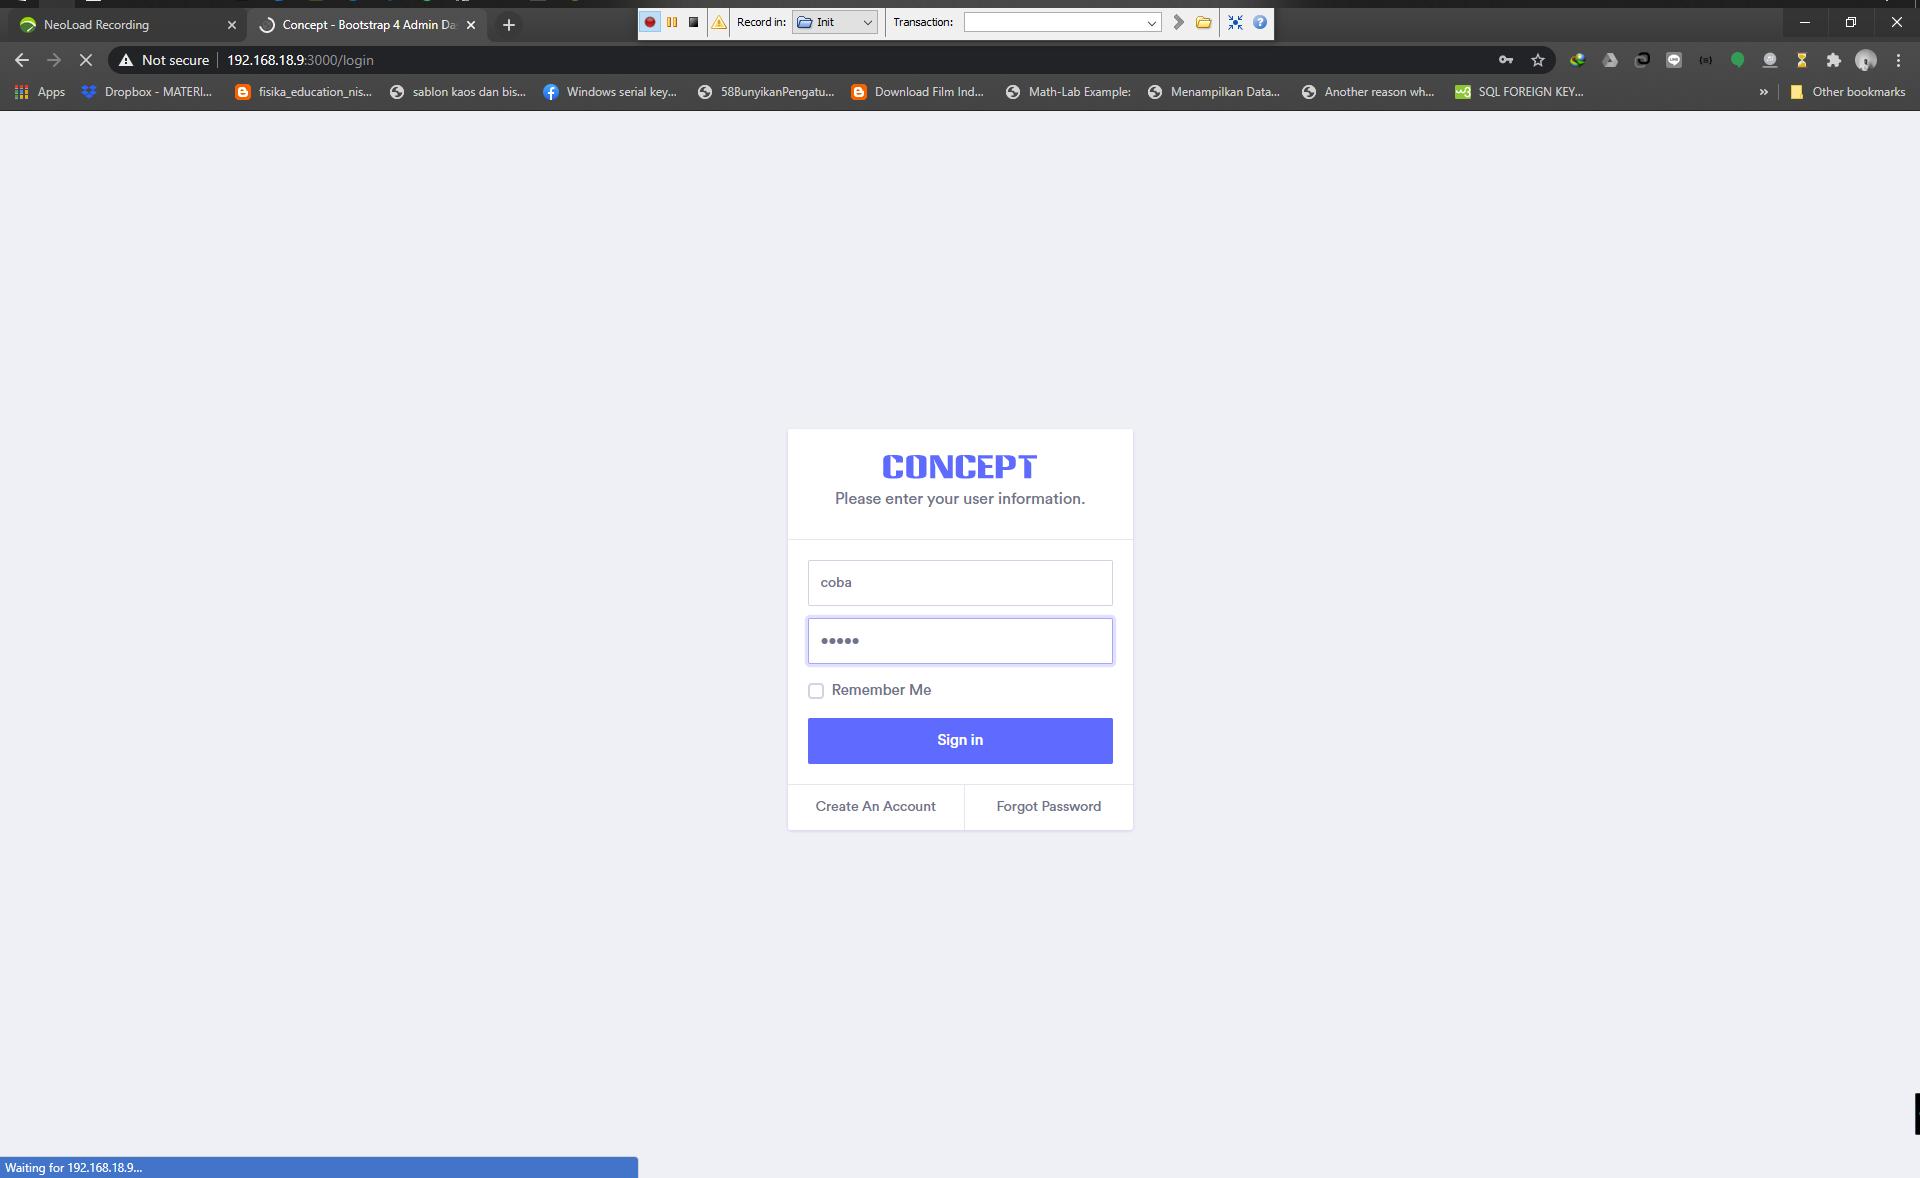 NeoLoad Recording
Concept - Bootstrap 4 Admin Da
Record in: Init Transaction:
Not secure 192.168.18.9:3000/login
Apps Dropbox - MATERI... fisika_education_nis... sablon kaos dan bis... Windows serial key... 58BunyikanPengatu... Download Film Ind... Math-Lab Example: Menampilkan Data... Another reason wh... SQL FOREIGN KEY... » Other bookmarks
CONCEPT
Please enter your user information.
coba
•••••
Remember Me
Sign in
Create An Account Forgot Password
Waiting for 192.168.18.9...